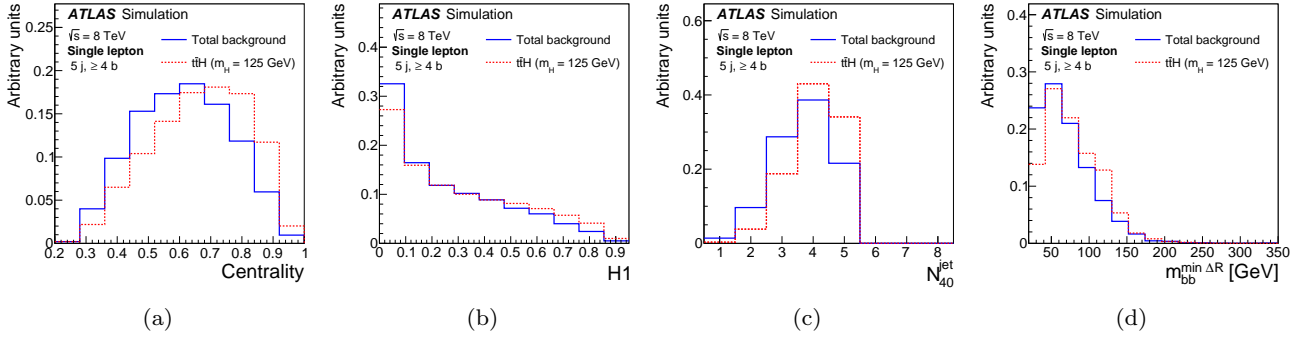 ATLAS Simulation
√s = 8 TeV
Single lepton
5 j, ≥ 4 b
Total background
tt̄H (m_H = 125 GeV)
Arbitrary units
0
0.05
0.1
0.15
0.2
0.25
0.2 0.3 0.4 0.5 0.6 0.7 0.8 0.9 1
Centrality
(a)
ATLAS Simulation
√s = 8 TeV
Single lepton
5 j, ≥ 4 b
Total background
tt̄H (m_H = 125 GeV)
Arbitrary units
0
0.1
0.2
0.3
0.4
0 0.1 0.2 0.3 0.4 0.5 0.6 0.7 0.8 0.9
H1
(b)
ATLAS Simulation
√s = 8 TeV
Single lepton
5 j, ≥ 4 b
Total background
tt̄H (m_H = 125 GeV)
Arbitrary units
0
0.2
0.4
0.6
1 2 3 4 5 6 7 8
N_40^jet
(c)
ATLAS Simulation
√s = 8 TeV
Single lepton
5 j, ≥ 4 b
Total background
tt̄H (m_H = 125 GeV)
Arbitrary units
0
0.1
0.2
0.3
0.4
50 100 150 200 250 300 350
m_bb^min ΔR [GeV]
(d)